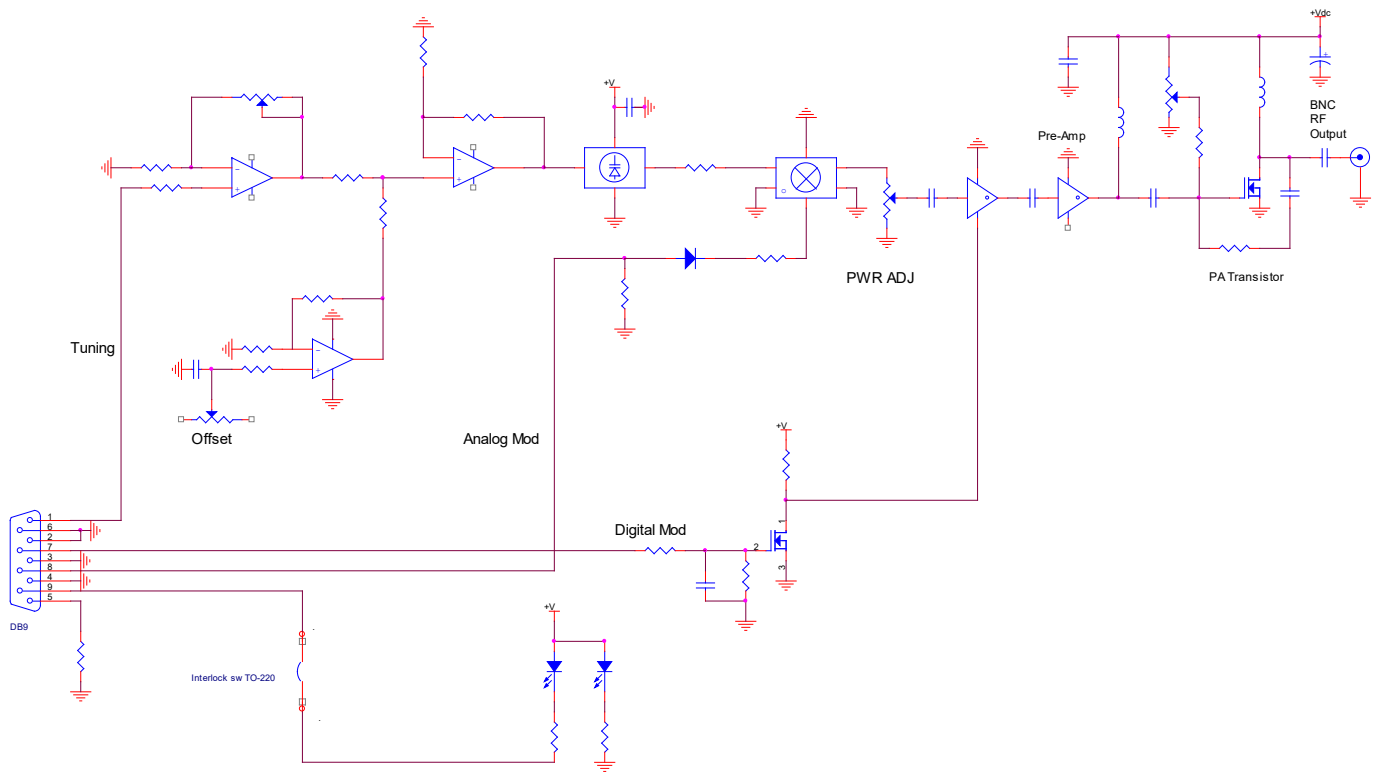 +Vdc
+V
BNC
RF
Output
Pre-Amp
PWR ADJ
PA Transistor
Tuning
Offset
Analog Mod
+V
Digital Mod
1
2
3
1
6
2
7
3
8
4
9
5
DB9
+V
Interlock sw TO-220